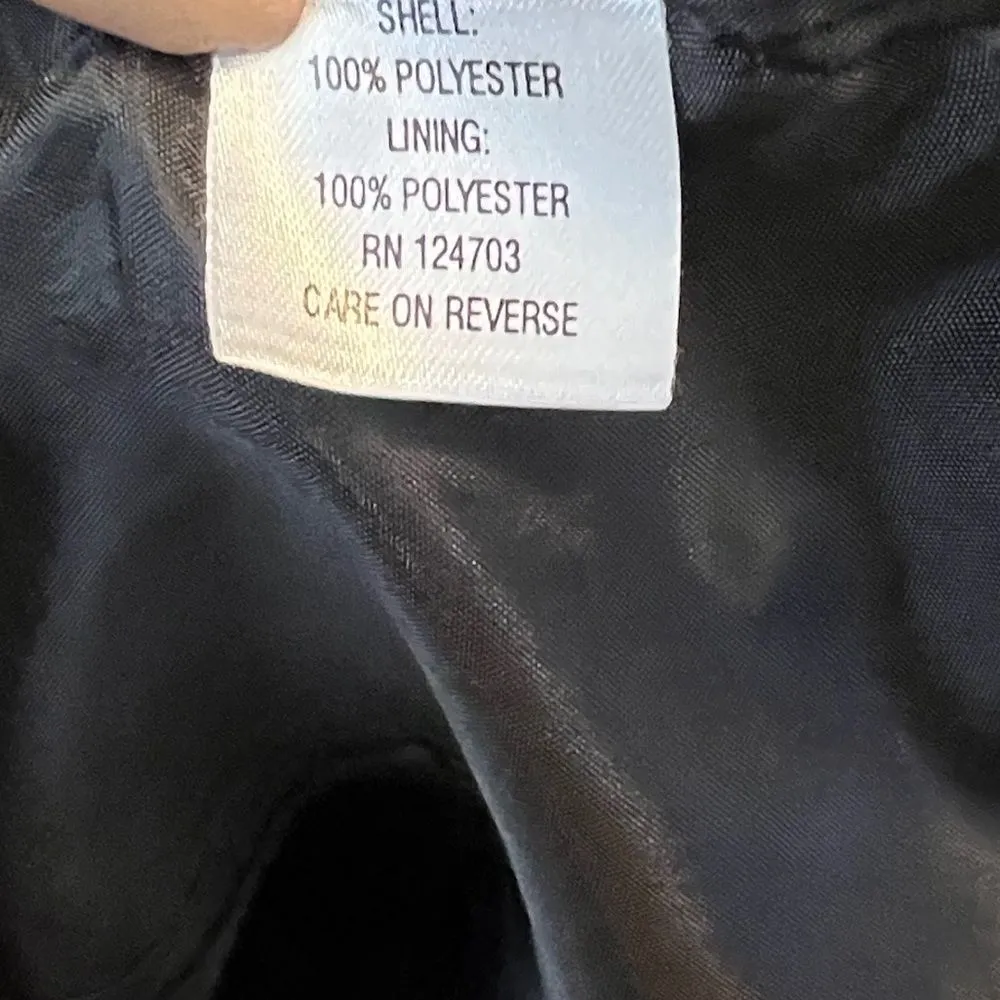 SHELL:
100% POLYESTER
LINING:
100% POLYESTER
RN 124703
CARE ON REVERSE